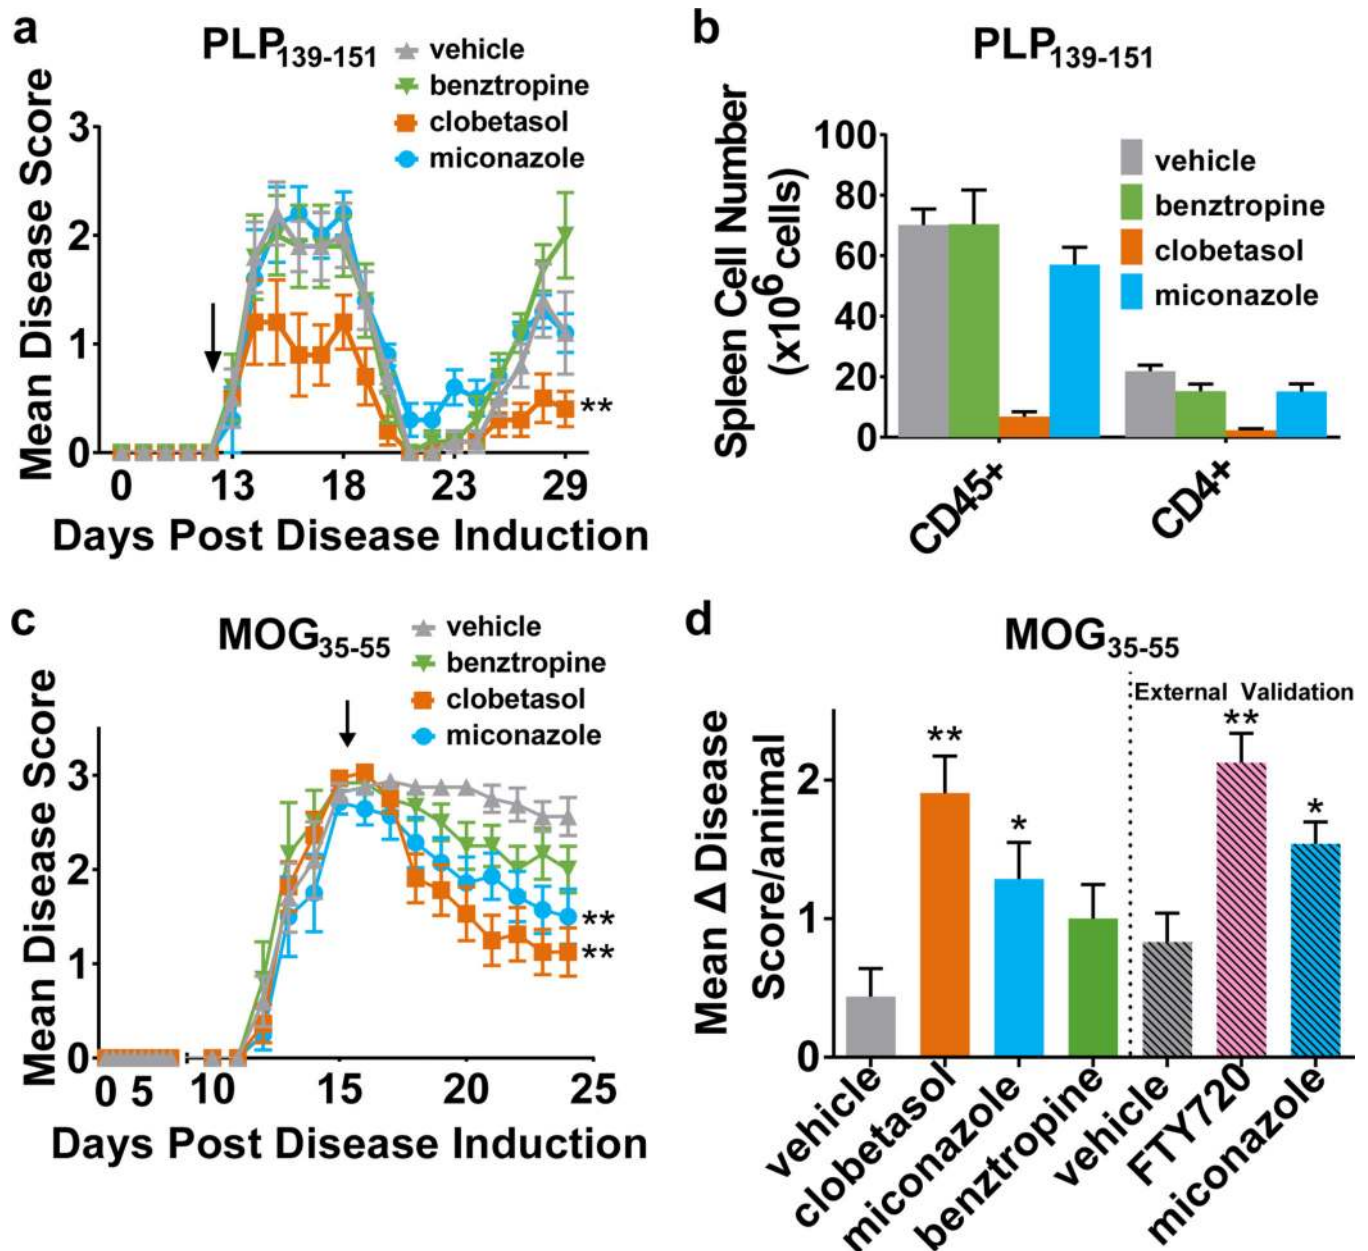 a
PLP139-151
vehicle
benztropine
clobetasol
miconazole
Mean Disease Score
3
2
1
0
**
0 13 18 23 29
Days Post Disease Induction
b
PLP139-151
Spleen Cell Number
(x10^6 cells)
100
80
60
40
20
0
vehicle
benztropine
clobetasol
miconazole
CD45+
CD4+
c
MOG35-55
vehicle
benztropine
clobetasol
miconazole
Mean Disease Score
3
2
1
0
**
**
0 5 10 15 20 25
Days Post Disease Induction
d
MOG35-55
External Validation
Mean Δ Disease
Score/animal
2
1
0
**
*
**
*
vehicle
clobetasol
miconazole
benztropine
vehicle
FTY720
miconazole